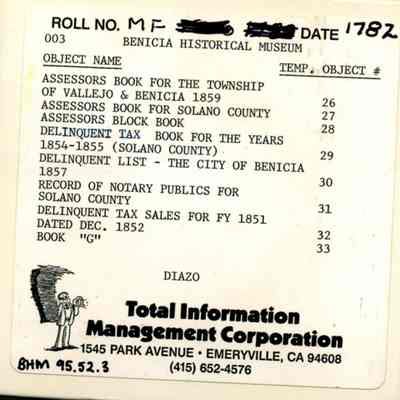 ROLL NO. MF DATE 1782
003 BENICIA HISTORICAL MUSEUM
OBJECT NAME TEMP. OBJECT #
ASSESSORS BOOK FOR THE TOWNSHIP
OF VALLEJO & BENICIA 1859 26
ASSESSORS BOOK FOR SOLANO COUNTY 27
ASSESSORS BLOCK BOOK 28
DELINQUENT TAX BOOK FOR THE YEARS
1854-1855 (SOLANO COUNTY) 29
DELINQUENT LIST - THE CITY OF BENICIA
1857 30
RECORD OF NOTARY PUBLICS FOR
SOLANO COUNTY 31
DELINQUENT TAX SALES FOR FY 1851
DATED DEC. 1852 32
BOOK "G" 33
DIAZO
Total Information
Management Corporation
1545 PARK AVENUE • EMERYVILLE, CA 94608
(415) 652-4576
BHM 95.52.3